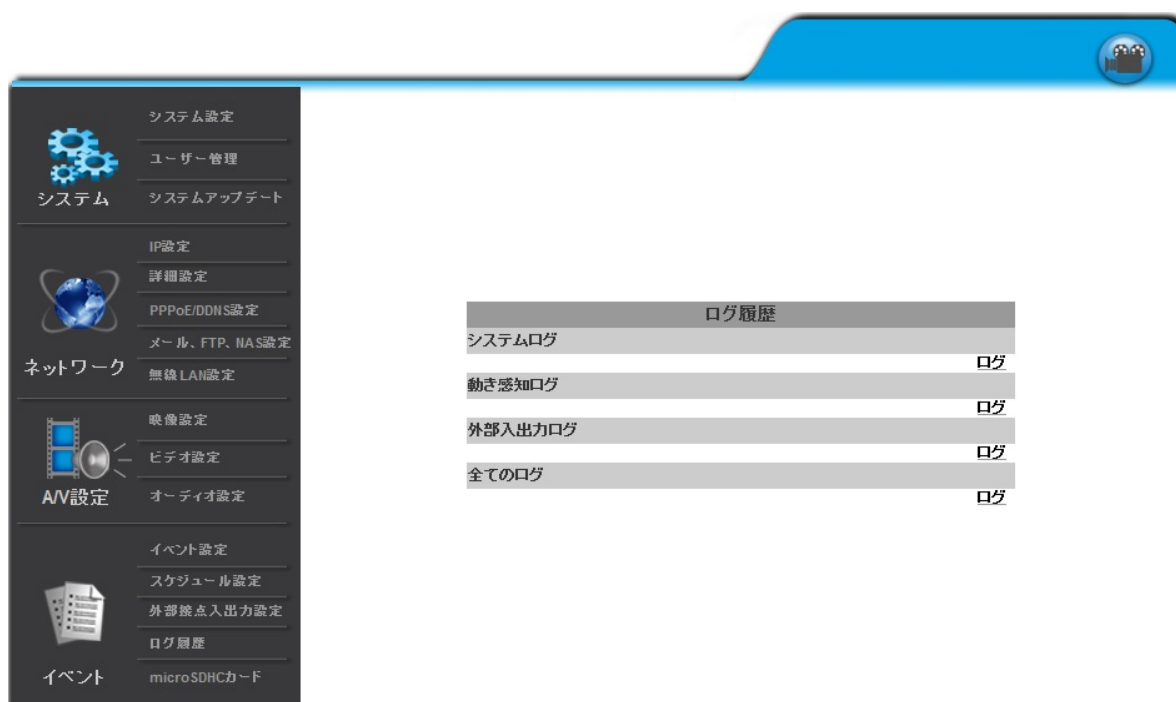 システム
システム設定
ユーザー管理
システムアップデート
ネットワーク
IP設定
詳細設定
PPPoE/DDNS設定
メール、FTP、NAS設定
無線LAN設定
A/V設定
映像設定
ビデオ設定
オーディオ設定
イベント
イベント設定
スケジュール設定
外部接点入出力設定
ログ履歴
microSDHCカード
ログ履歴
システムログ
ログ
動き感知ログ
ログ
外部入出力ログ
ログ
全てのログ
ログ